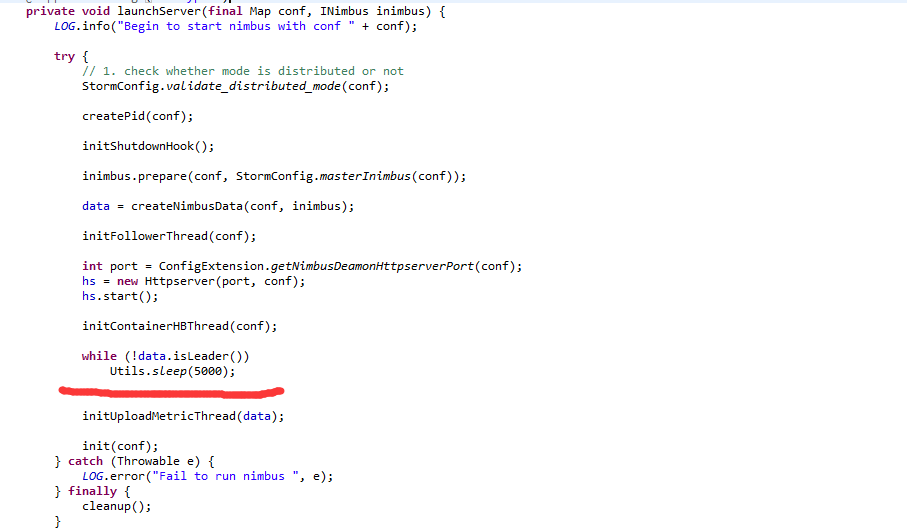 private void launchServer(final Map conf, INimbus inimbus) {
LOG.info("Begin to start nimbus with conf " + conf);
try {
// 1. check whether mode is distributed or not
StormConfig.validate_distributed_mode(conf);
createPid(conf);
initShutdownHook();
inimbus.prepare(conf, StormConfig.masterInimbus(conf));
data = createNimbusData(conf, inimbus);
initFollowerThread(conf);
int port = ConfigExtension.getNimbusDeamonHttpserverPort(conf);
hs = new Httpserver(port, conf);
hs.start();
initContainerHBThread(conf);
while (!data.isLeader())
Utils.sleep(5000);
initUploadMetricThread(data);
init(conf);
} catch (Throwable e) {
LOG.error("Fail to run nimbus ", e);
} finally {
cleanup();
}